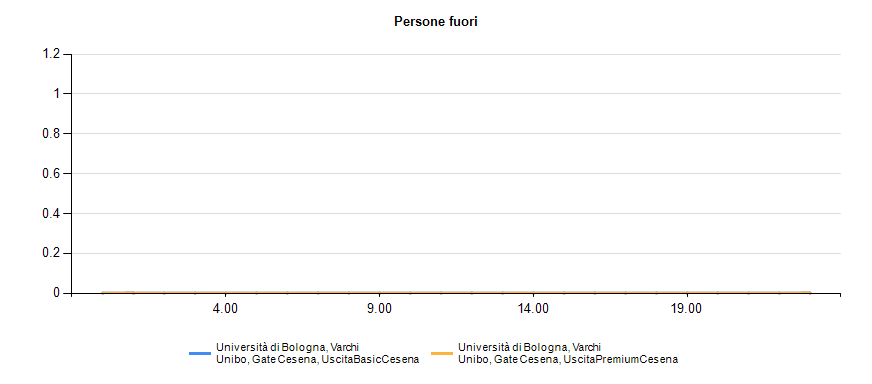 Persone fuori
1.2
1
0.8
0.6
0.4
0.2
0
4.00 9.00 14.00 19.00
Università di Bologna, Varchi
Unibo, Gate Cesena, UscitaBasicCesena
Università di Bologna, Varchi
Unibo, Gate Cesena, UscitaPremiumCesena